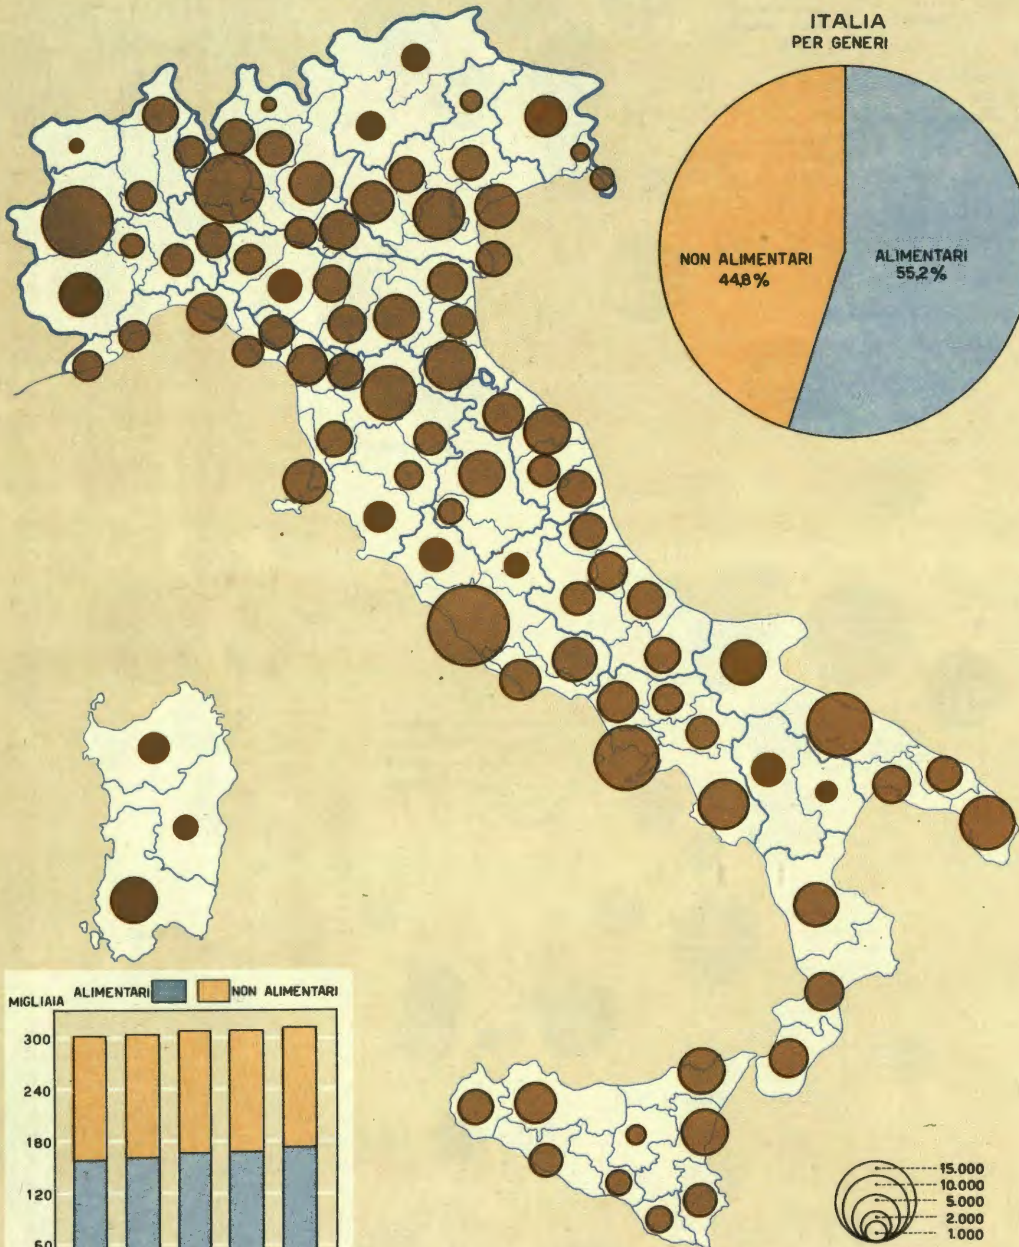 ITALIA
PER GENERI
NON ALIMENTARI
44,8%
ALIMENTARI
55,2%
MIGLIAIA
ALIMENTARI
NON ALIMENTARI
300
240
180
120
60
15.000
10.000
5.000
2.000
1.000